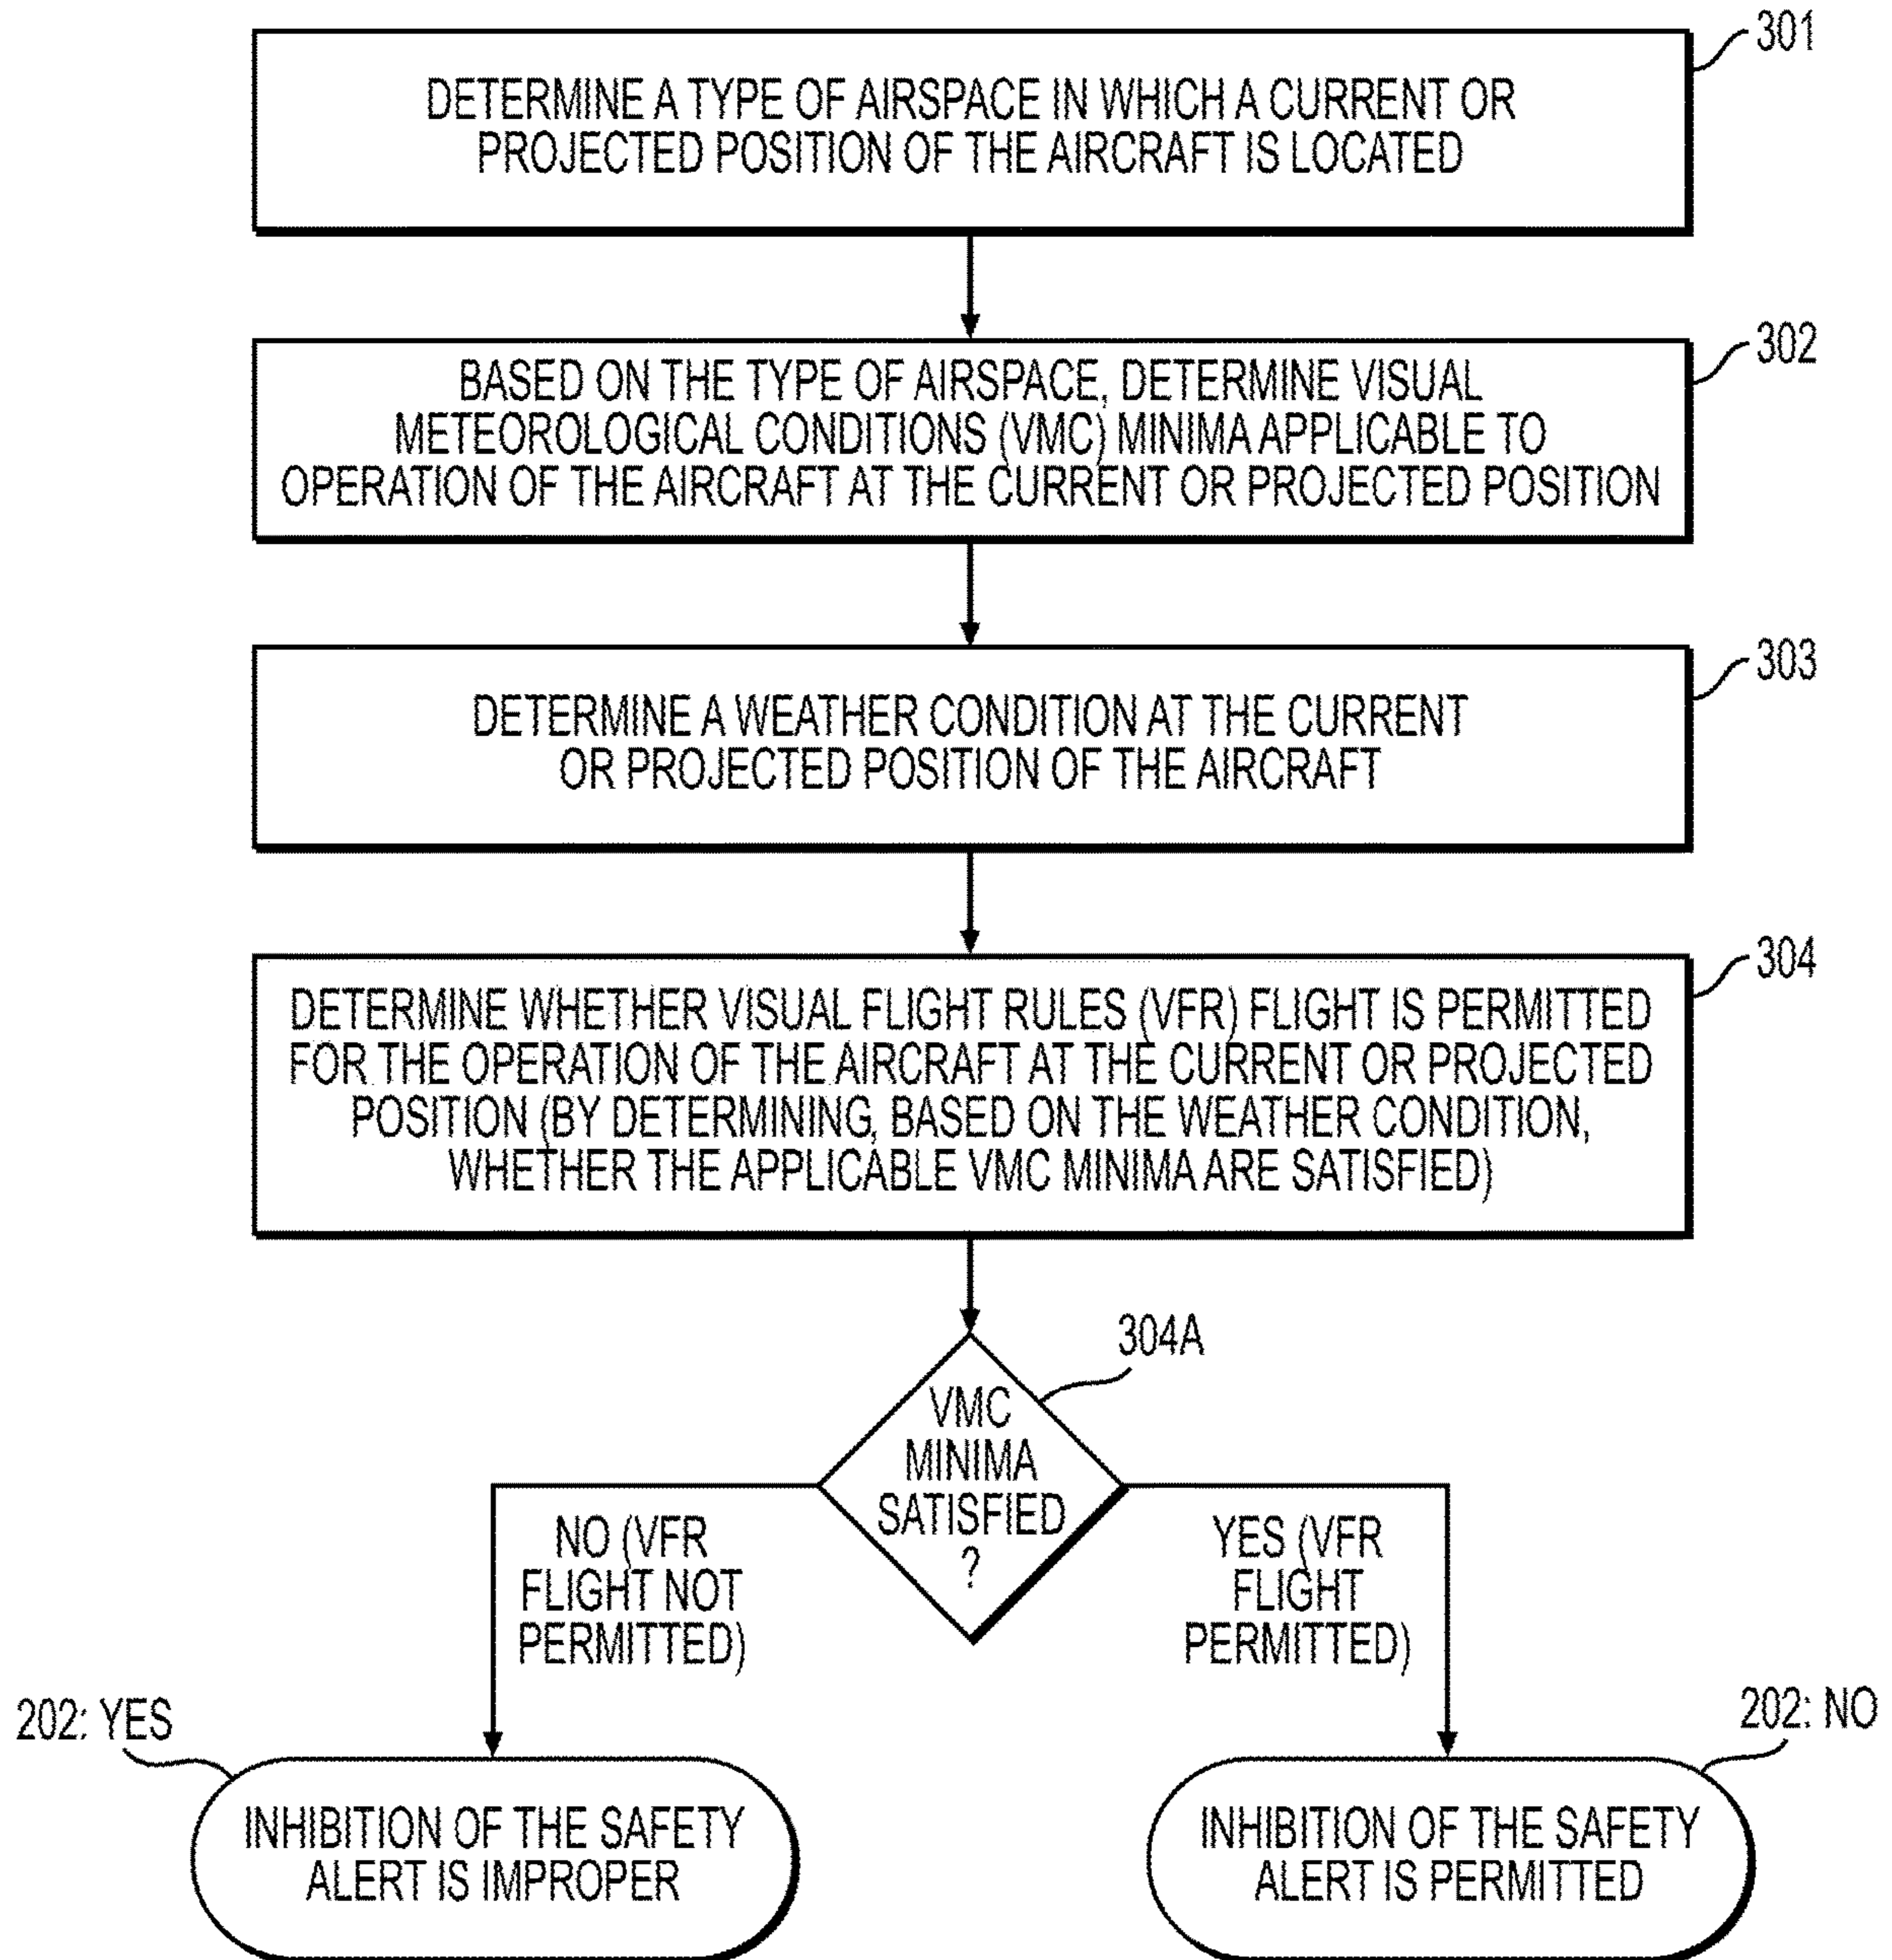 301
DETERMINE A TYPE OF AIRSPACE IN WHICH A CURRENT OR
PROJECTED POSITION OF THE AIRCRAFT IS LOCATED
302
BASED ON THE TYPE OF AIRSPACE, DETERMINE VISUAL
METEOROLOGICAL CONDITIONS (VMC) MINIMA APPLICABLE TO
OPERATION OF THE AIRCRAFT AT THE CURRENT OR PROJECTED POSITION
303
DETERMINE A WEATHER CONDITION AT THE CURRENT
OR PROJECTED POSITION OF THE AIRCRAFT
304
DETERMINE WHETHER VISUAL FLIGHT RULES (VFR) FLIGHT IS PERMITTED
FOR THE OPERATION OF THE AIRCRAFT AT THE CURRENT OR PROJECTED
POSITION (BY DETERMINING, BASED ON THE WEATHER CONDITION,
WHETHER THE APPLICABLE VMC MINIMA ARE SATISFIED)
304A
VMC
MINIMA
SATISFIED
?
NO (VFR
FLIGHT NOT
PERMITTED)
YES (VFR
FLIGHT
PERMITTED)
202: YES
INHIBITION OF THE SAFETY
ALERT IS IMPROPER
202: NO
INHIBITION OF THE SAFETY
ALERT IS PERMITTED